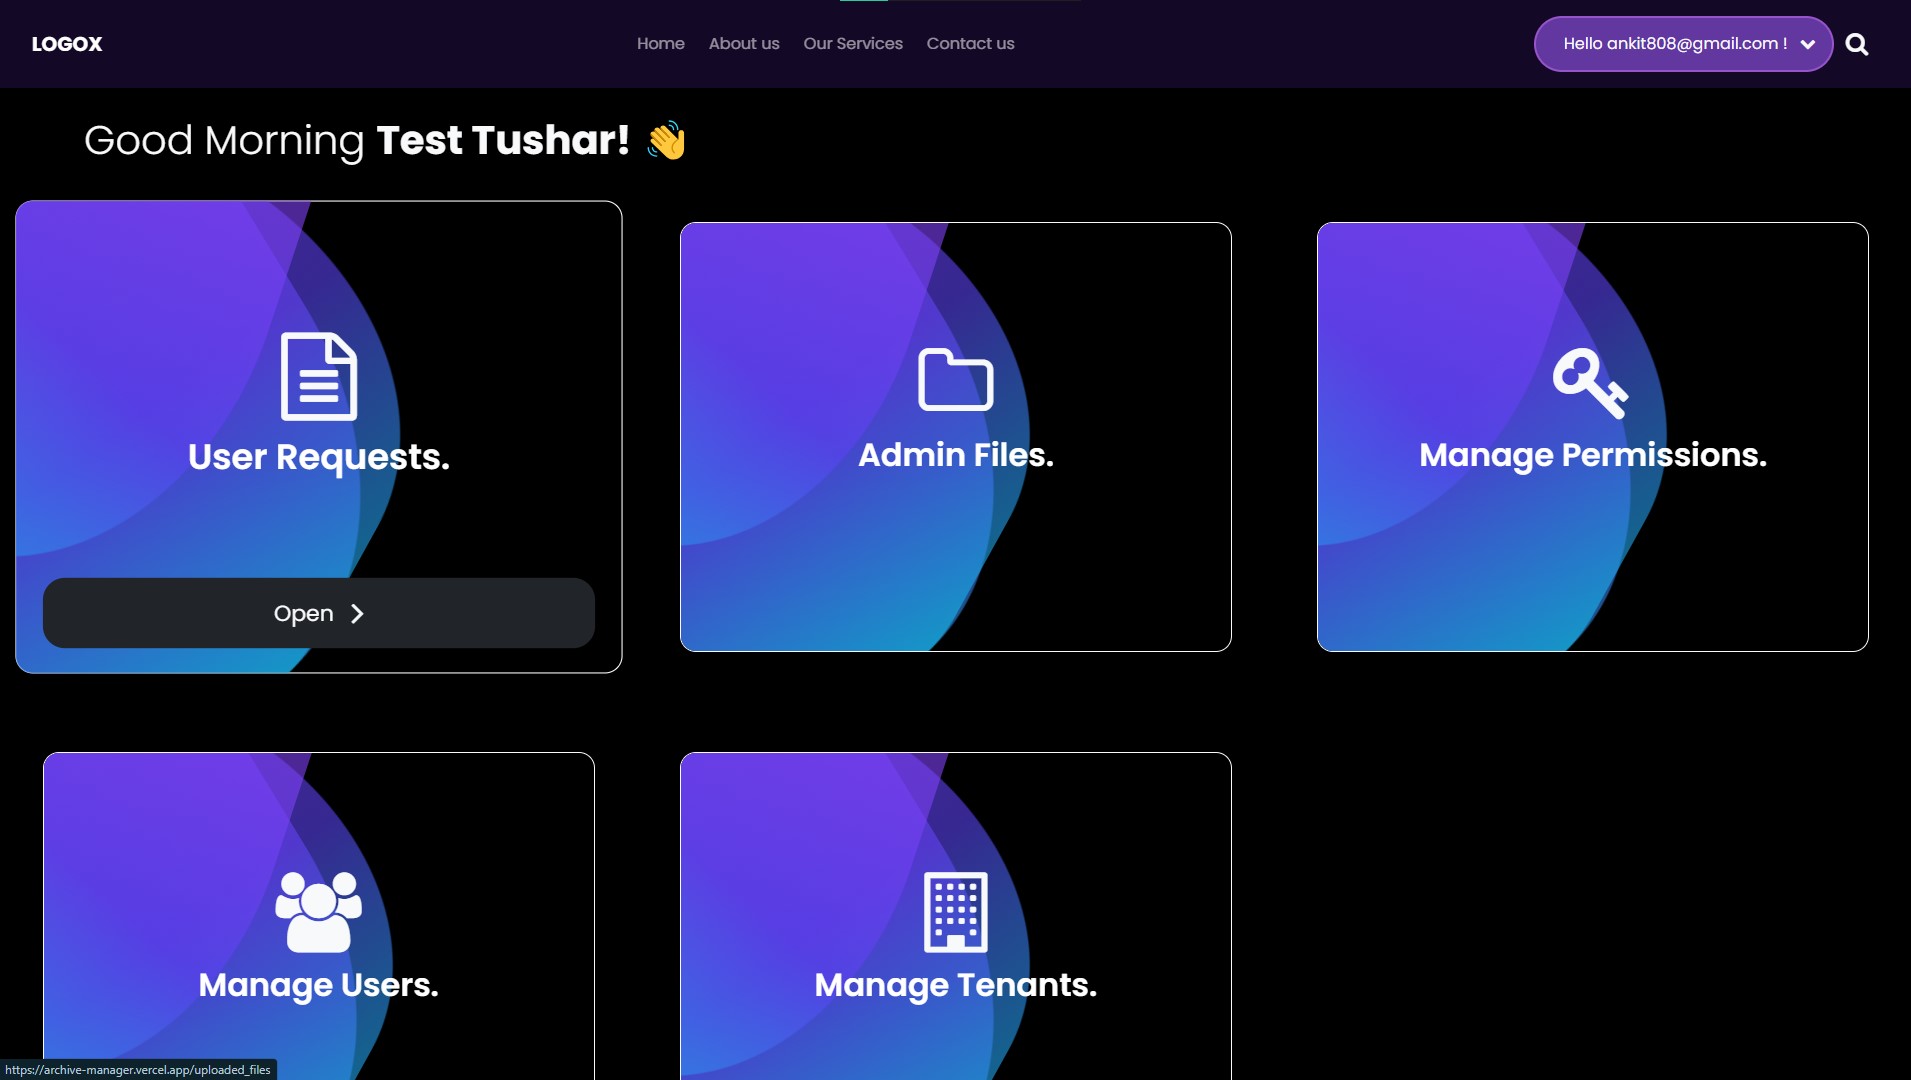 LOGOX
Home About us Our Services Contact us
Hello ankit808@gmail.com !
Good Morning Test Tushar! 👋
User Requests.
Open
Admin Files.
Manage Permissions.
Manage Users.
Manage Tenants.
https://archive-manager.vercel.app/uploaded_files